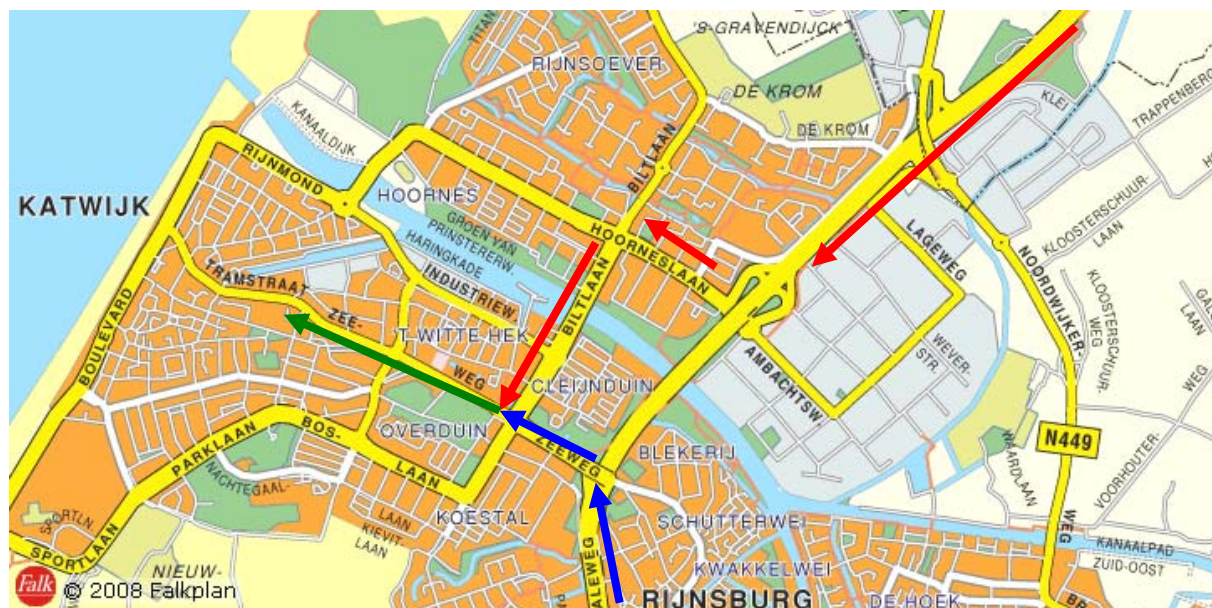 'S-GRAVENDIJCK
TITAN
RIJNSOEVER
DE KROM
KLEI
TRAPPENBERG
DE KROM
KANAALDIJK
BILTLAAN
RIJNMOND
KATWIJK
HOORNES
LAGEWEG
KLOOSTERSCHUUR-
LAAN
GROEN VAN
PRINSTERERW.
HARINGKADE
HOORNESLAAN
NOORDWIJKER-
TRAMSTRAAT
INDUSTRIEW.
BILTLAAN
KLOOSTERSCHUUR
WEG
BOULEVARD
ZEE-
'T WITTE HEK
WEVER-
STR.
WEG
AMBACHTSW.
WEG
CLEIJNDUIN
BOS-
OVERDUIN
ZEEWEG
BLEKERIJ
N449
PARKLAAN
LAAN
WAARDLAAN
VOORHOUTER-
NACHTEGAAL-
KOESTAL
SCHUTTERWEI
LAAN
KIEVIT-
LAAN
WEG
KANAALPAD
SPORTLAAN
KWAKKELWEI
ZUID-OOST
NIEUW-
ALEWEG
Falk © 2008 Falkplan
RIJNSBURG
DE HOEK